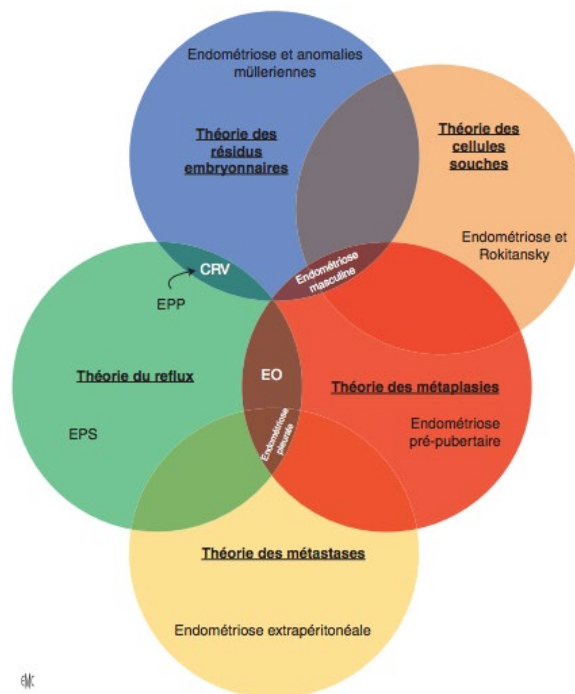 Endométriose et anomalies
mülleriennes
Théorie des
résidus
embryonnaires
Théorie des
cellules
souches
Endométriose et
Rokitansky
CRV
Endométriose
masculine
EPP
Théorie du reflux
EO
Théorie des métaplasies
EPS
Endométriose
pleurale
Endométriose
pré-pubertaire
Théorie des métastases
Endométriose extrapéritonéale
EMC